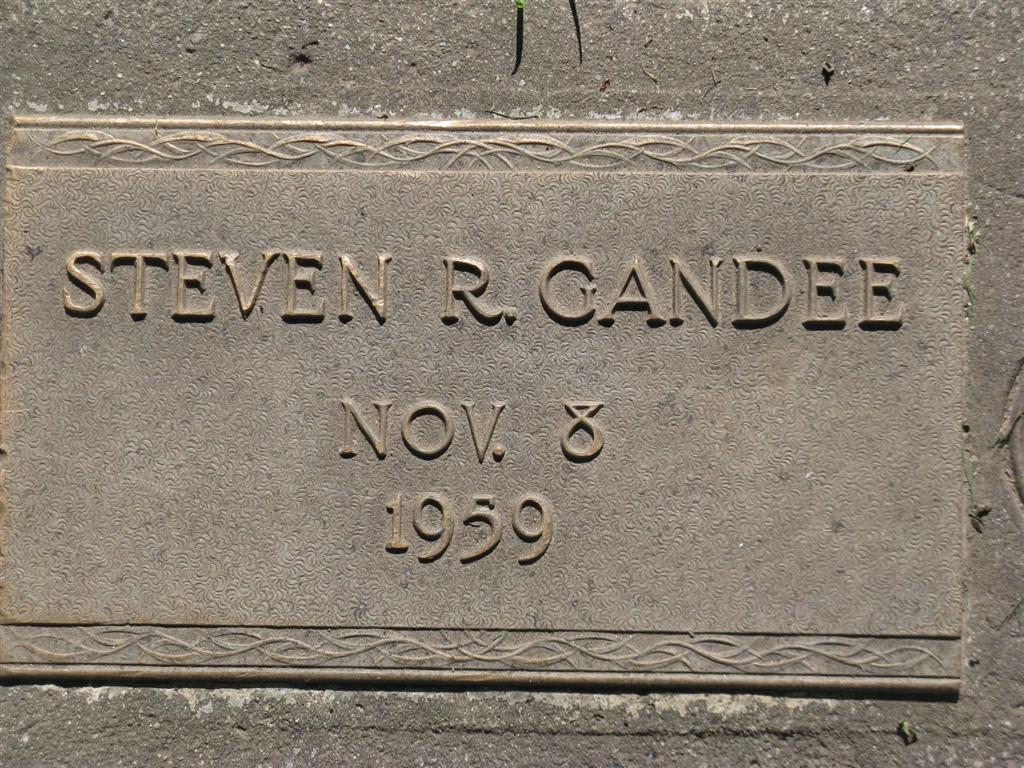 STEVEN R. GANDEE
NOV. 8
1959